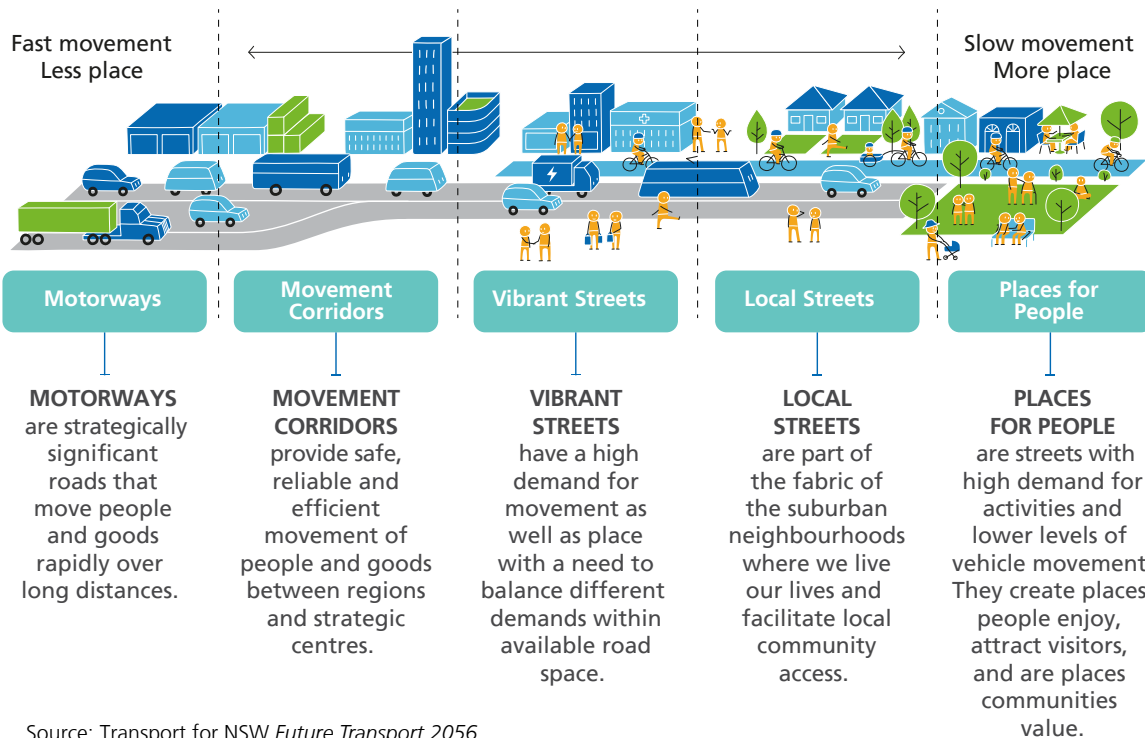 Fast movement
Less place
Slow movement
More place
Motorways
Movement
Corridors
Vibrant Streets
Local Streets
Places for
People
MOTORWAYS
are strategically
significant
roads that
move people
and goods
rapidly over
long distances.
MOVEMENT
CORRIDORS
provide safe,
reliable and
efficient
movement of
people and goods
between regions
and strategic
centres.
VIBRANT
STREETS
have a high
demand for
movement as
well as place
with a need to
balance different
demands within
available road
space.
LOCAL
STREETS
are part of
the fabric of
the suburban
neighbourhoods
where we live
our lives and
facilitate local
community
access.
PLACES
FOR PEOPLE
are streets with
high demand for
activities and
lower levels of
vehicle movement
They create places
people enjoy,
attract visitors,
and are places
communities
value.
Source: Transport for NSW Future Transport 2056